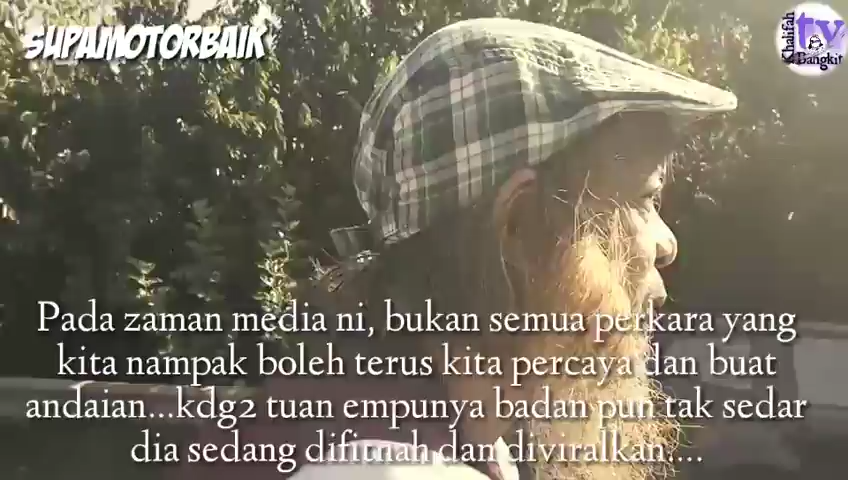 SUPAMOTORBAIK
Khalifah
tv
Bangkit
Pada zaman media ni, bukan semua perkara yang
kita nampak boleh terus kita percaya dan buat
andaian...kdg2 tuan empunya badan pun tak sedar
dia sedang difitnah dan diviralkan....